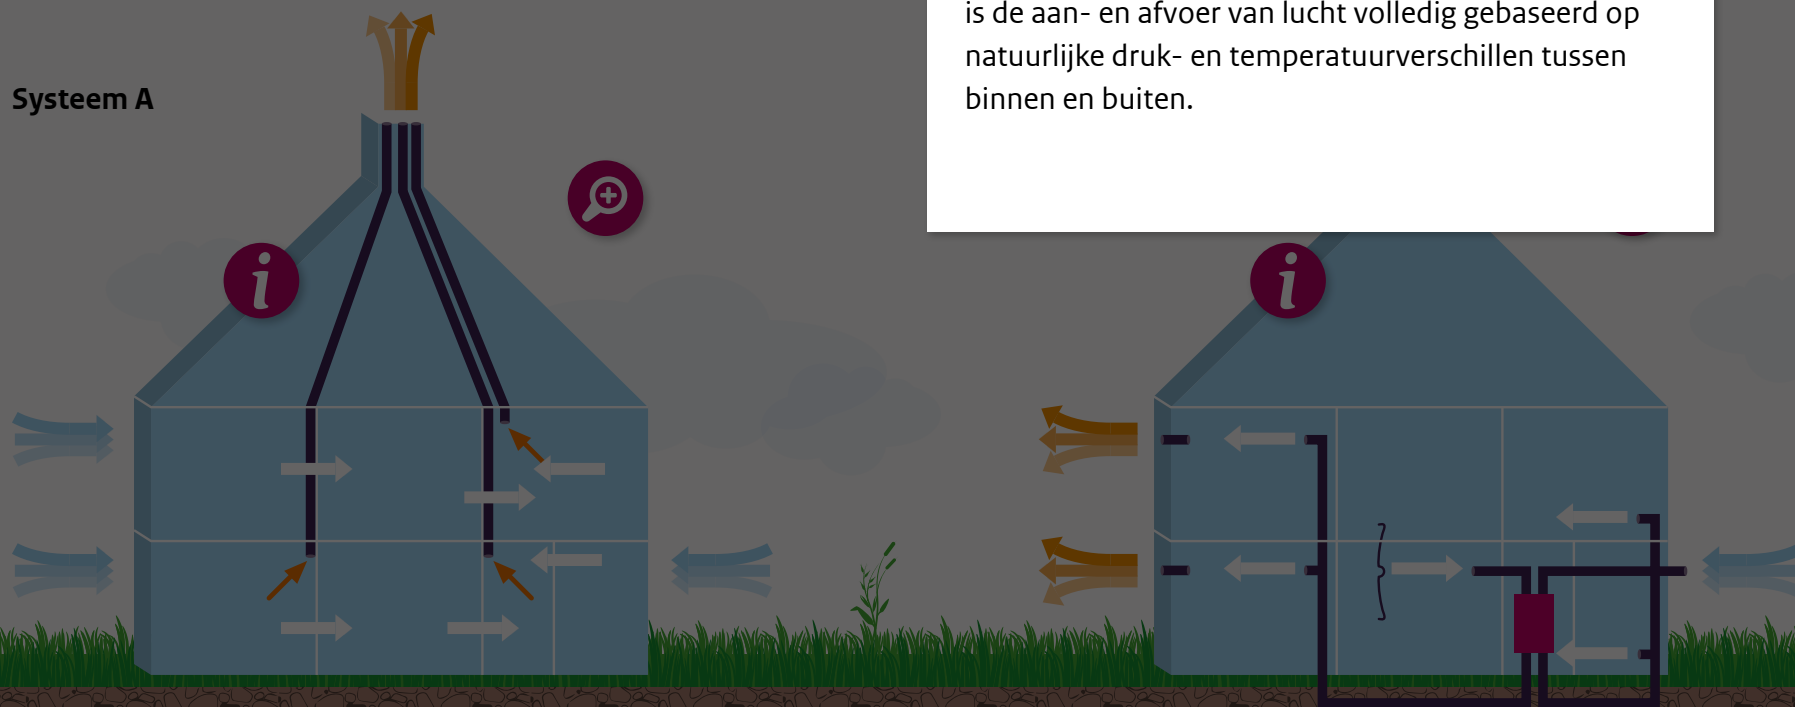 is de aan- en afvoer van lucht volledig gebaseerd op
natuurlijke druk- en temperatuurverschillen tussen
binnen en buiten.
Systeem A
i
i